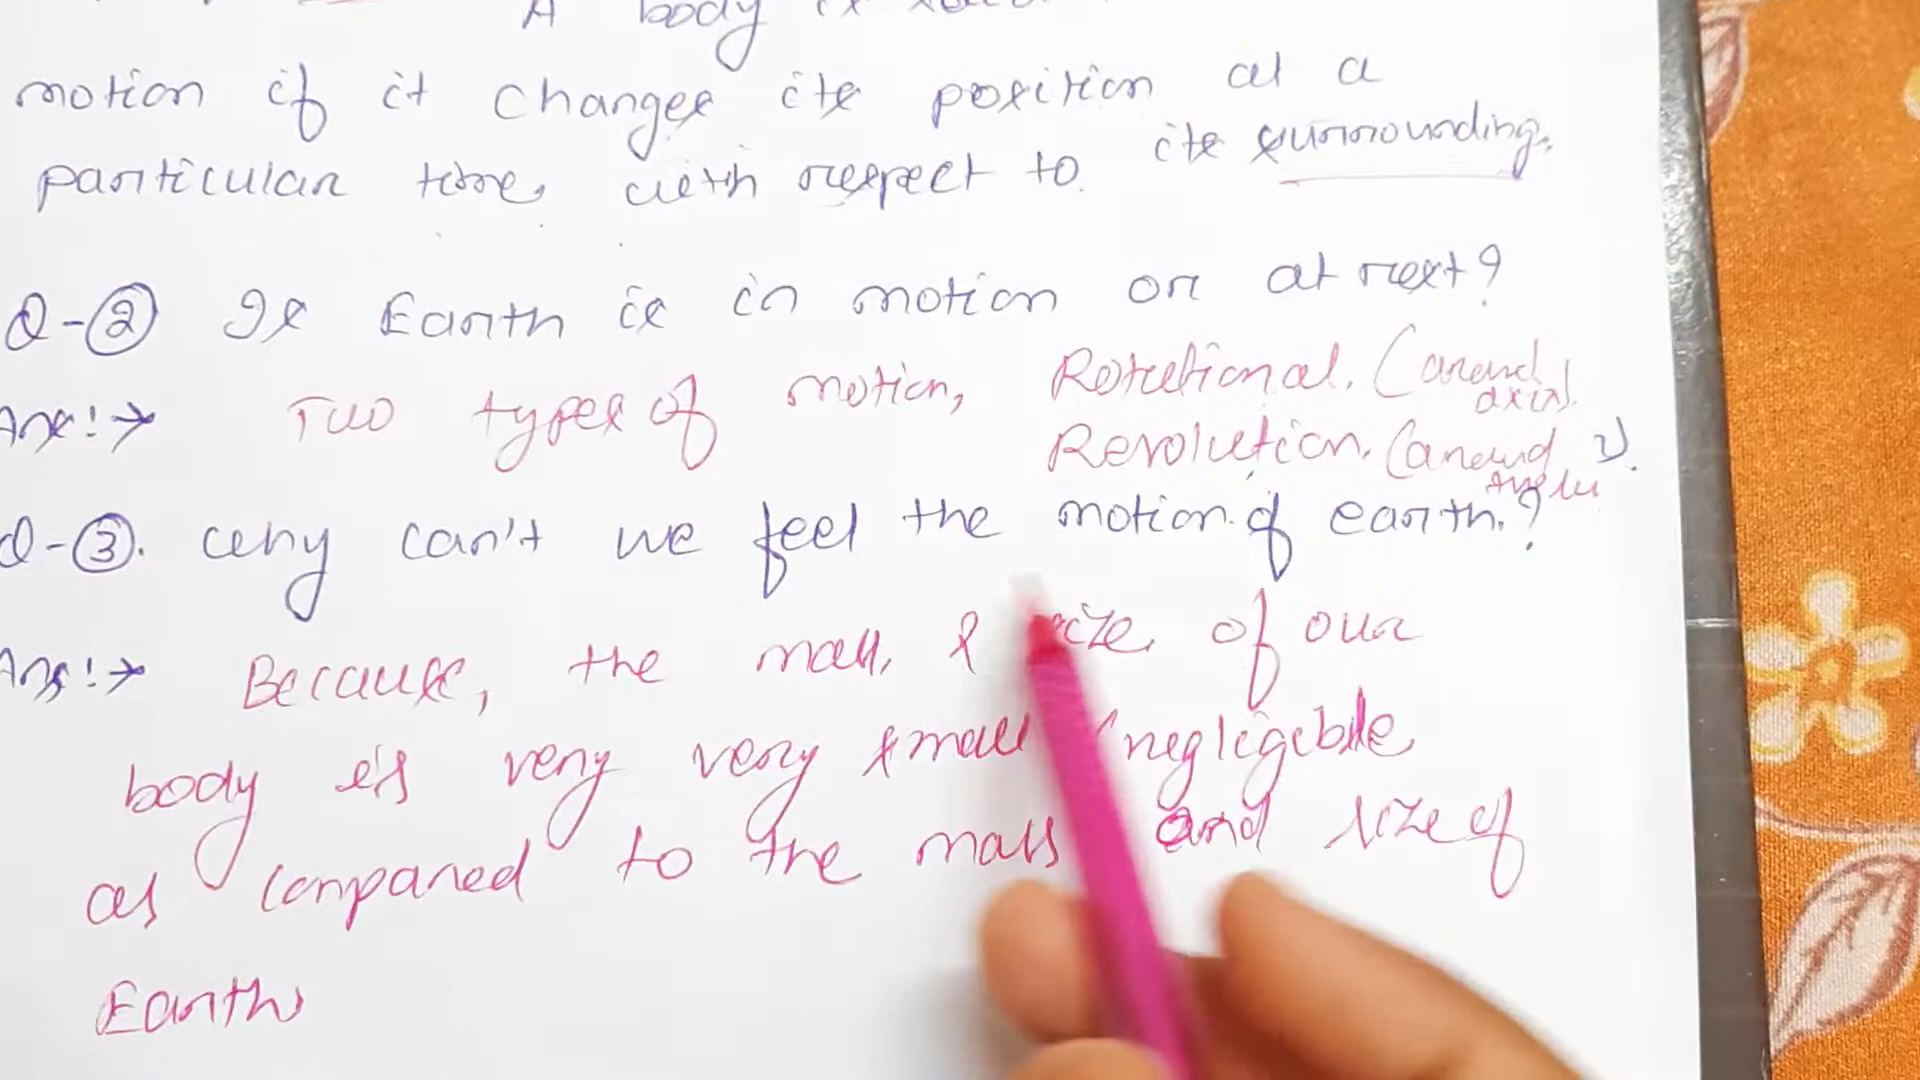 A body is
motion if it changes its position at a
particular time, with respect to its surrounding.
Q-② Is Earth is in motion or at rest?
Ans:→ Two types of motion, Rotational. (around axis).
Revolution. (around
Q-③. Why can't we feel the motion of earth.?
Ans:→ Because, the mass, & size of our
body is very very small negligible
as compared to the mass and size of
Earth